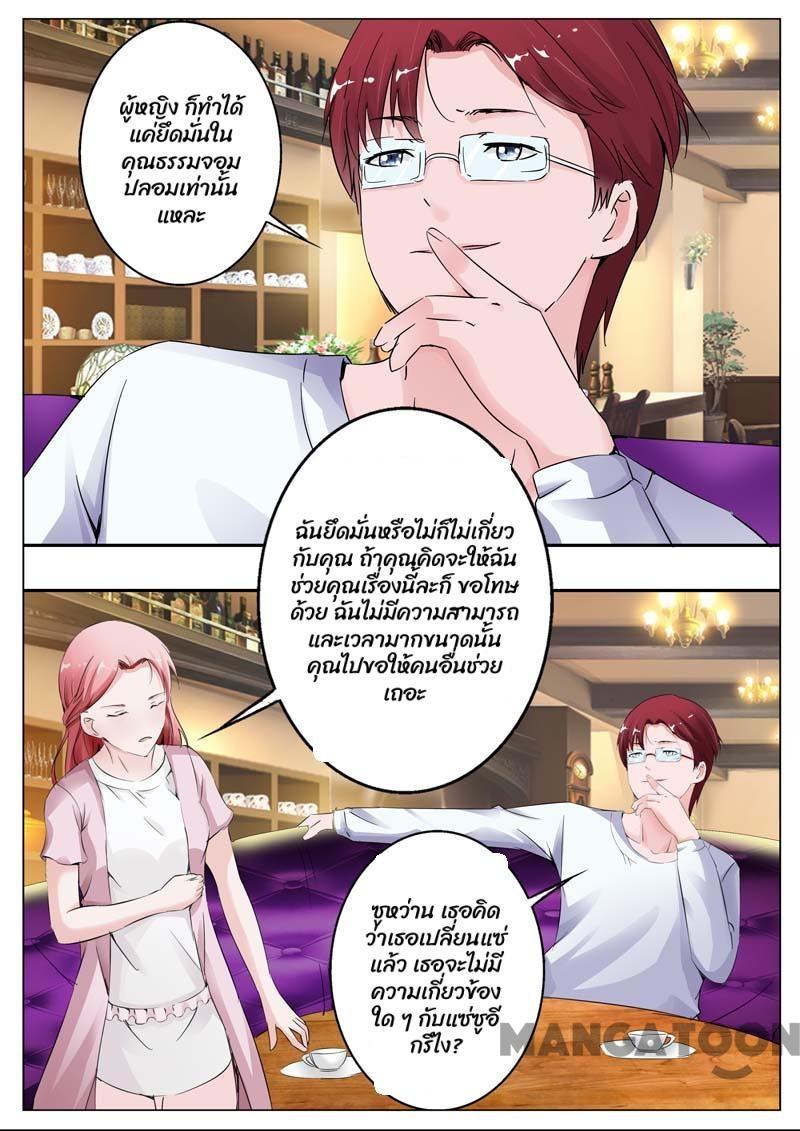 ผู้หญิง ก็ทำได้
แค่ยึดมั่นใน
คุณธรรมจอม
ปลอมเท่านั้น
แหละ
ฉันยึดมั่นหรือไม่ก็ไม่เกี่ยว
กับคุณ ถ้าคุณคิดจะให้ฉัน
ช่วยคุณเรื่องนี้ละก็ ขอโทษ
ด้วย ฉันไม่มีความสามารถ
และเวลามากขนาดนั้น
คุณไปขอให้คนอื่นช่วย
เถอะ
ซูหว่าน เธอคิด
ว่าเธอเปลี่ยนแซ่
แล้ว เธอจะไม่มี
ความเกี่ยวข้อง
ใด ๆ กับแซ่ซูอี
กรึไง?
MANGATOON